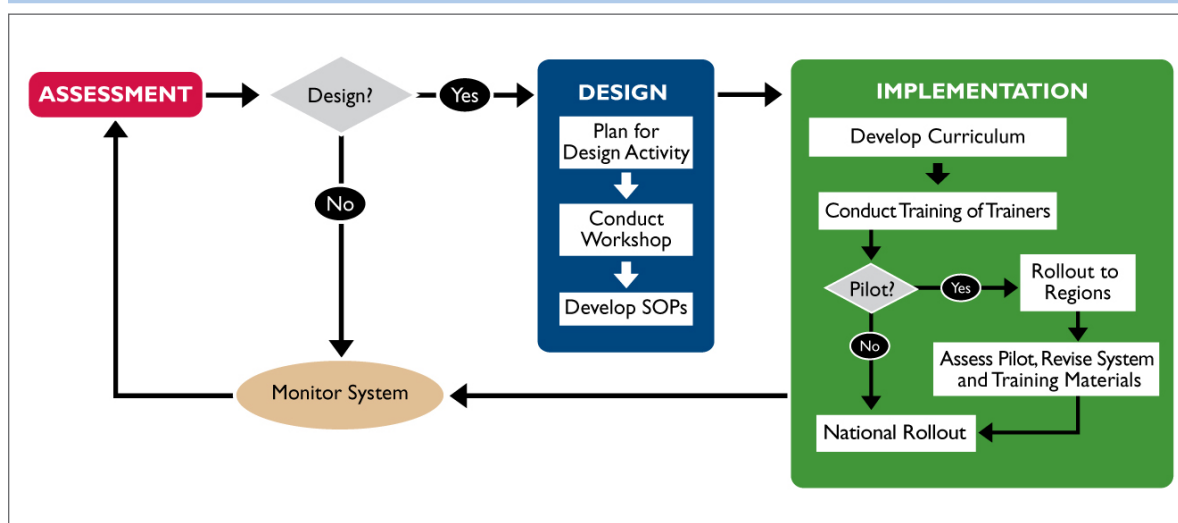 ASSESSMENT
Design?
Yes
No
Monitor System
DESIGN
Plan for
Design Activity
Conduct
Workshop
Develop SOPs
IMPLEMENTATION
Develop Curriculum
Conduct Training of Trainers
Pilot?
Yes
Rollout to
Regions
No
Assess Pilot, Revise System
and Training Materials
National Rollout